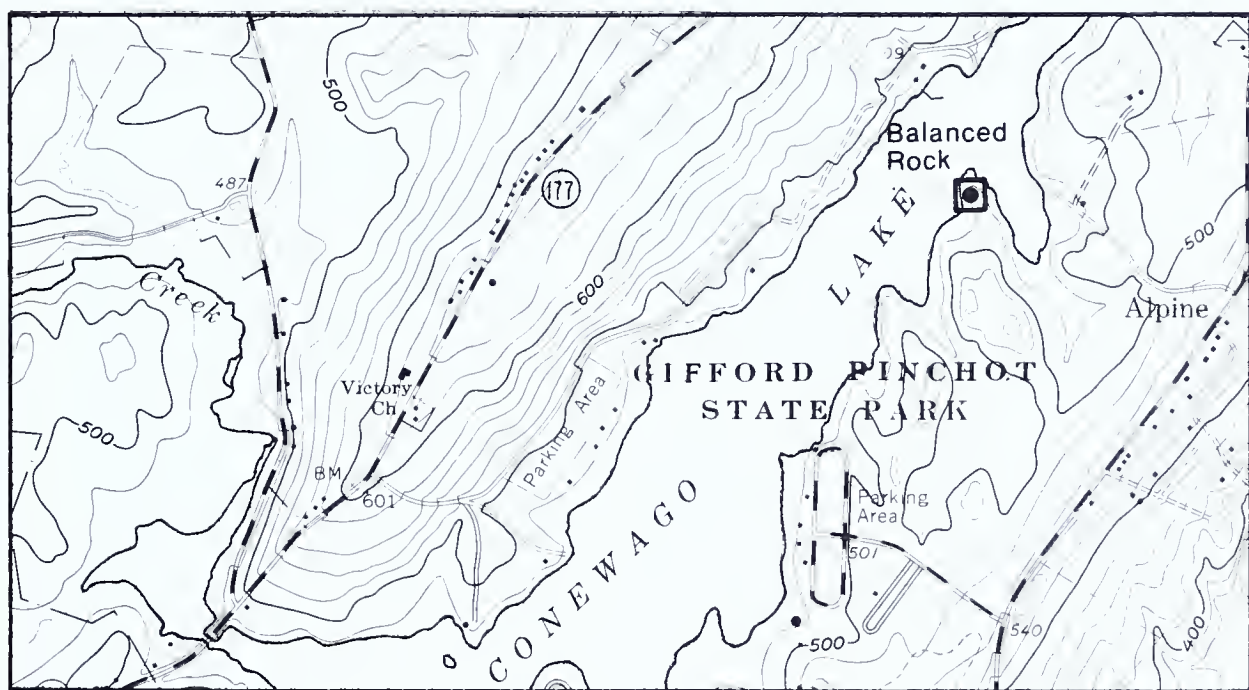 500
Balanced
Rock
487
177
500
LAKE
Creek
600
Alpine
GIFFORD PINCHOT
STATE PARK
Victory
Ch
500
Parking Area
BM
601
Parking
Area
501
CONEWAGO
540
500
400